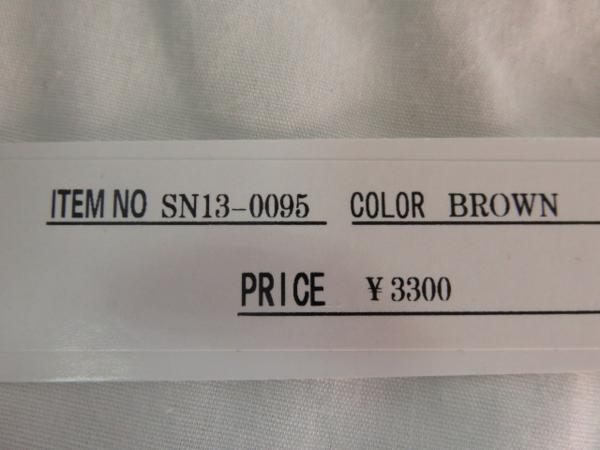 ITEM NO SN13-0095 COLOR BROWN
PRICE ¥3300